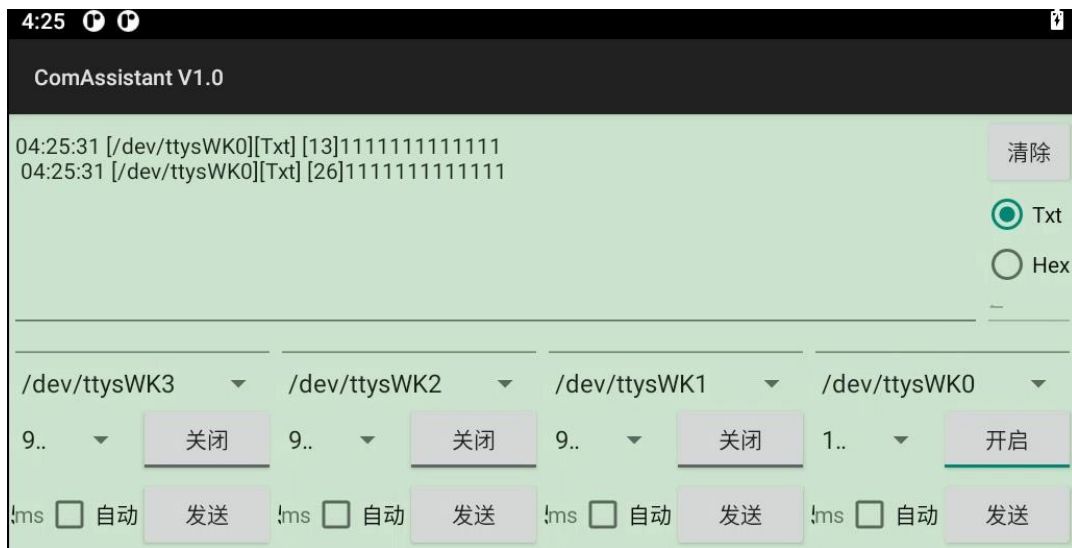 4:25
ComAssistant V1.0
04:25:31 [/dev/ttysWK0][Txt] [13]1111111111111
04:25:31 [/dev/ttysWK0][Txt] [26]1111111111111
清除
Txt
Hex
/dev/ttysWK3 /dev/ttysWK2 /dev/ttysWK1 /dev/ttysWK0
9.. 关闭 9.. 关闭 9.. 关闭 1.. 开启
ms 自动 发送 ms 自动 发送 ms 自动 发送 ms 自动 发送